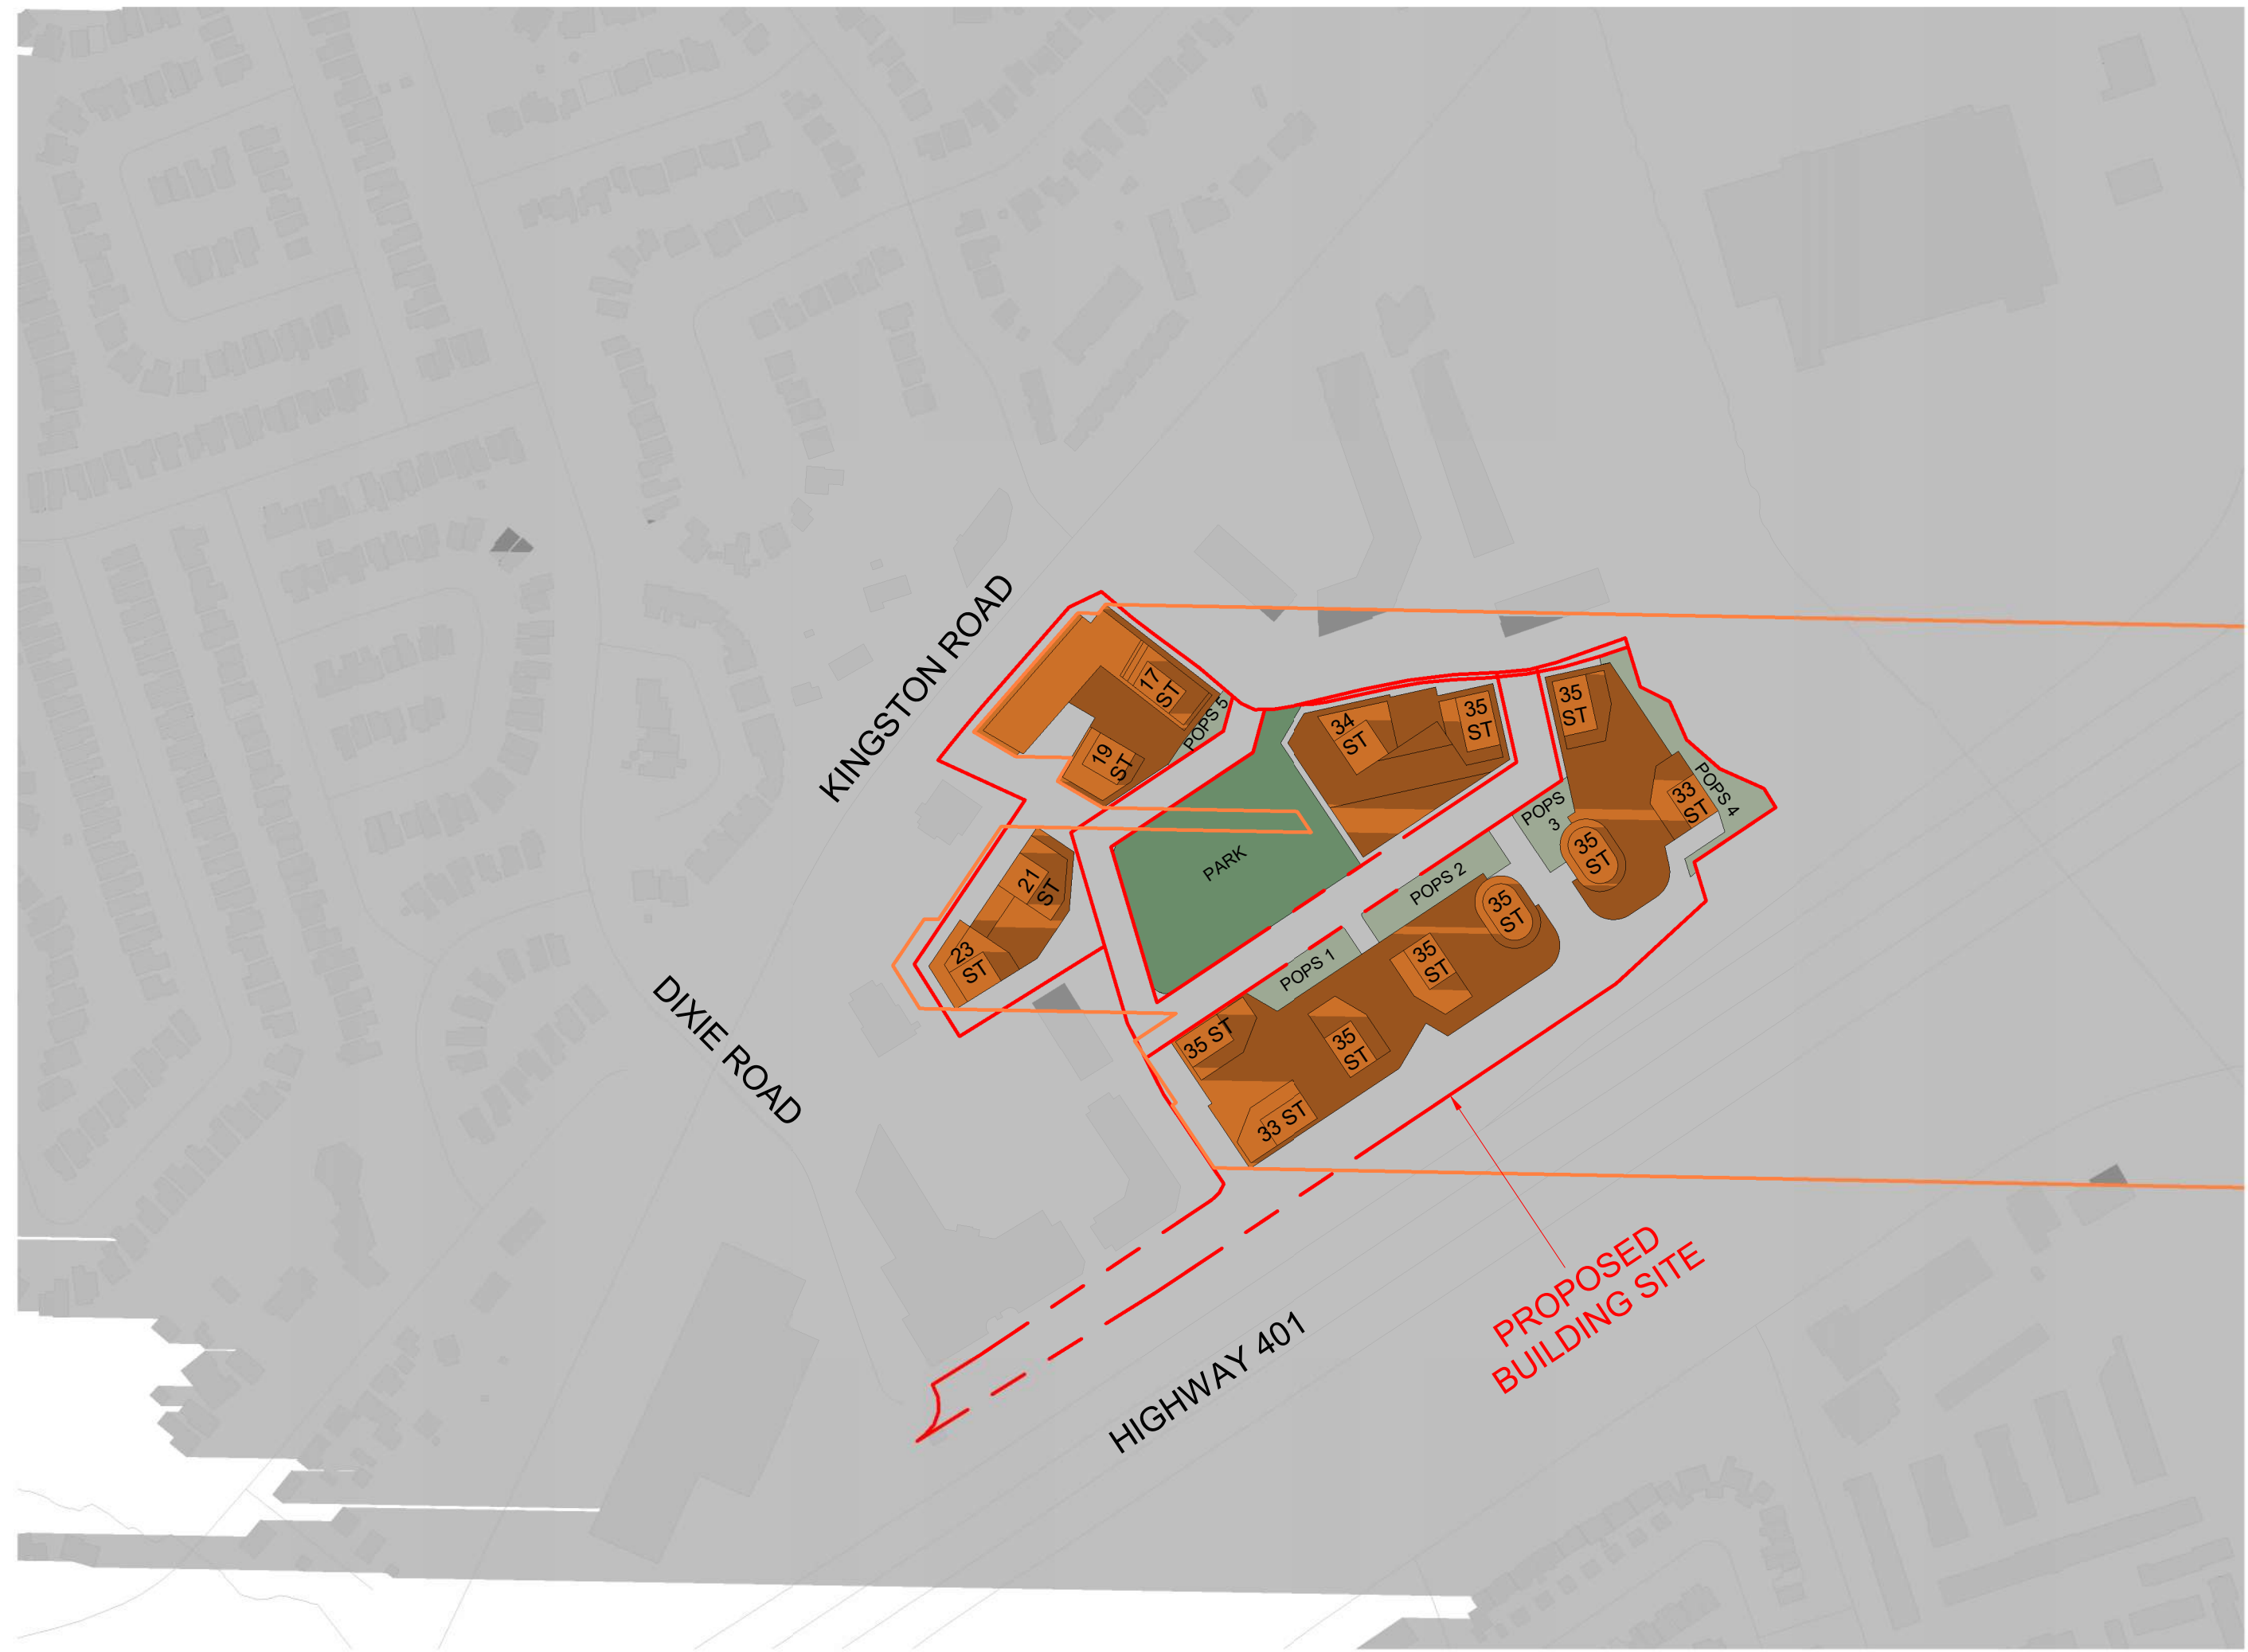 KINGSTON ROAD
17
ST
POPS 5
19
ST
34
ST
35
ST
35
ST
33
ST
POPS 4
POPS
3
35
ST
PARK
POPS 2
21
ST
23
ST
35
ST
35
ST
POPS 1
35 ST
35
ST
33 ST
DIXIE ROAD
PROPOSED
BUILDING SITE
HIGHWAY 401